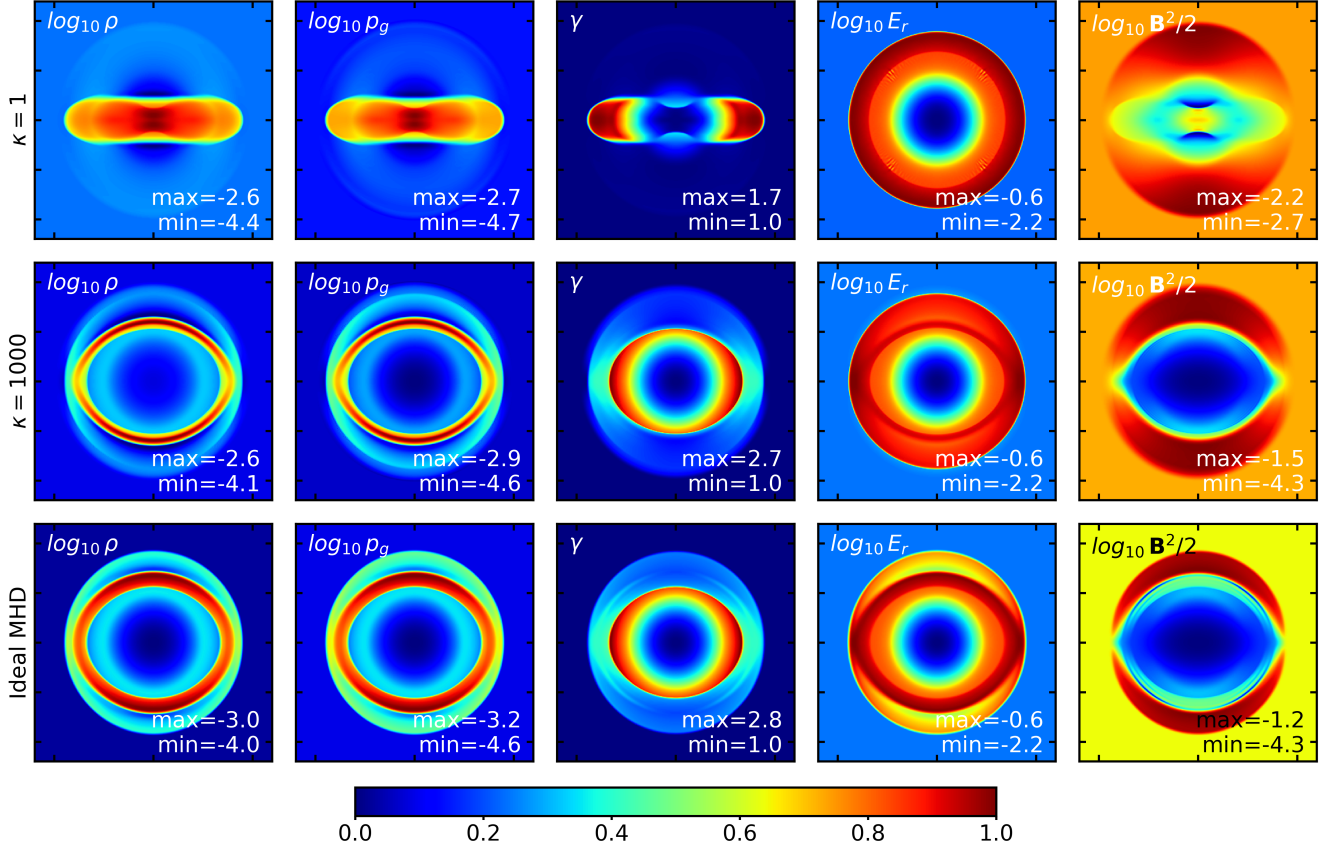 log₁₀ ρ
max=-2.6
min=-4.4
log₁₀ p_g
max=-2.7
min=-4.7
γ
max=1.7
min=1.0
log₁₀ E_r
max=-0.6
min=-2.2
log₁₀ B²/2
max=-2.2
min=-2.7
κ = 1
log₁₀ ρ
max=-2.6
min=-4.1
log₁₀ p_g
max=-2.9
min=-4.6
γ
max=2.7
min=1.0
log₁₀ E_r
max=-0.6
min=-2.2
log₁₀ B²/2
max=-1.5
min=-4.3
κ = 1000
log₁₀ ρ
max=-3.0
min=-4.0
log₁₀ p_g
max=-3.2
min=-4.6
γ
max=2.8
min=1.0
log₁₀ E_r
max=-0.6
min=-2.2
log₁₀ B²/2
max=-1.2
min=-4.3
Ideal MHD
0.0 0.2 0.4 0.6 0.8 1.0